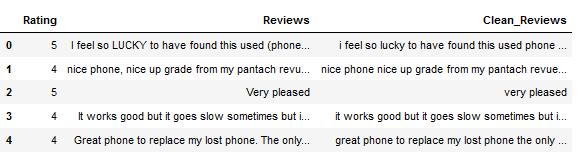 Rating Reviews Clean_Reviews
0 5 I feel so LUCKY to have found this used (phone... i feel so lucky to have found this used phone ...
1 4 nice phone, nice up grade from my pantach revue... nice phone nice up grade from my pantach revu...
2 5 Very pleased very pleased
3 4 It works good but it goes slow sometimes but i... it works good but it goes slow sometimes but i...
4 4 Great phone to replace my lost phone. The only... great phone to replace my lost phone the only ...